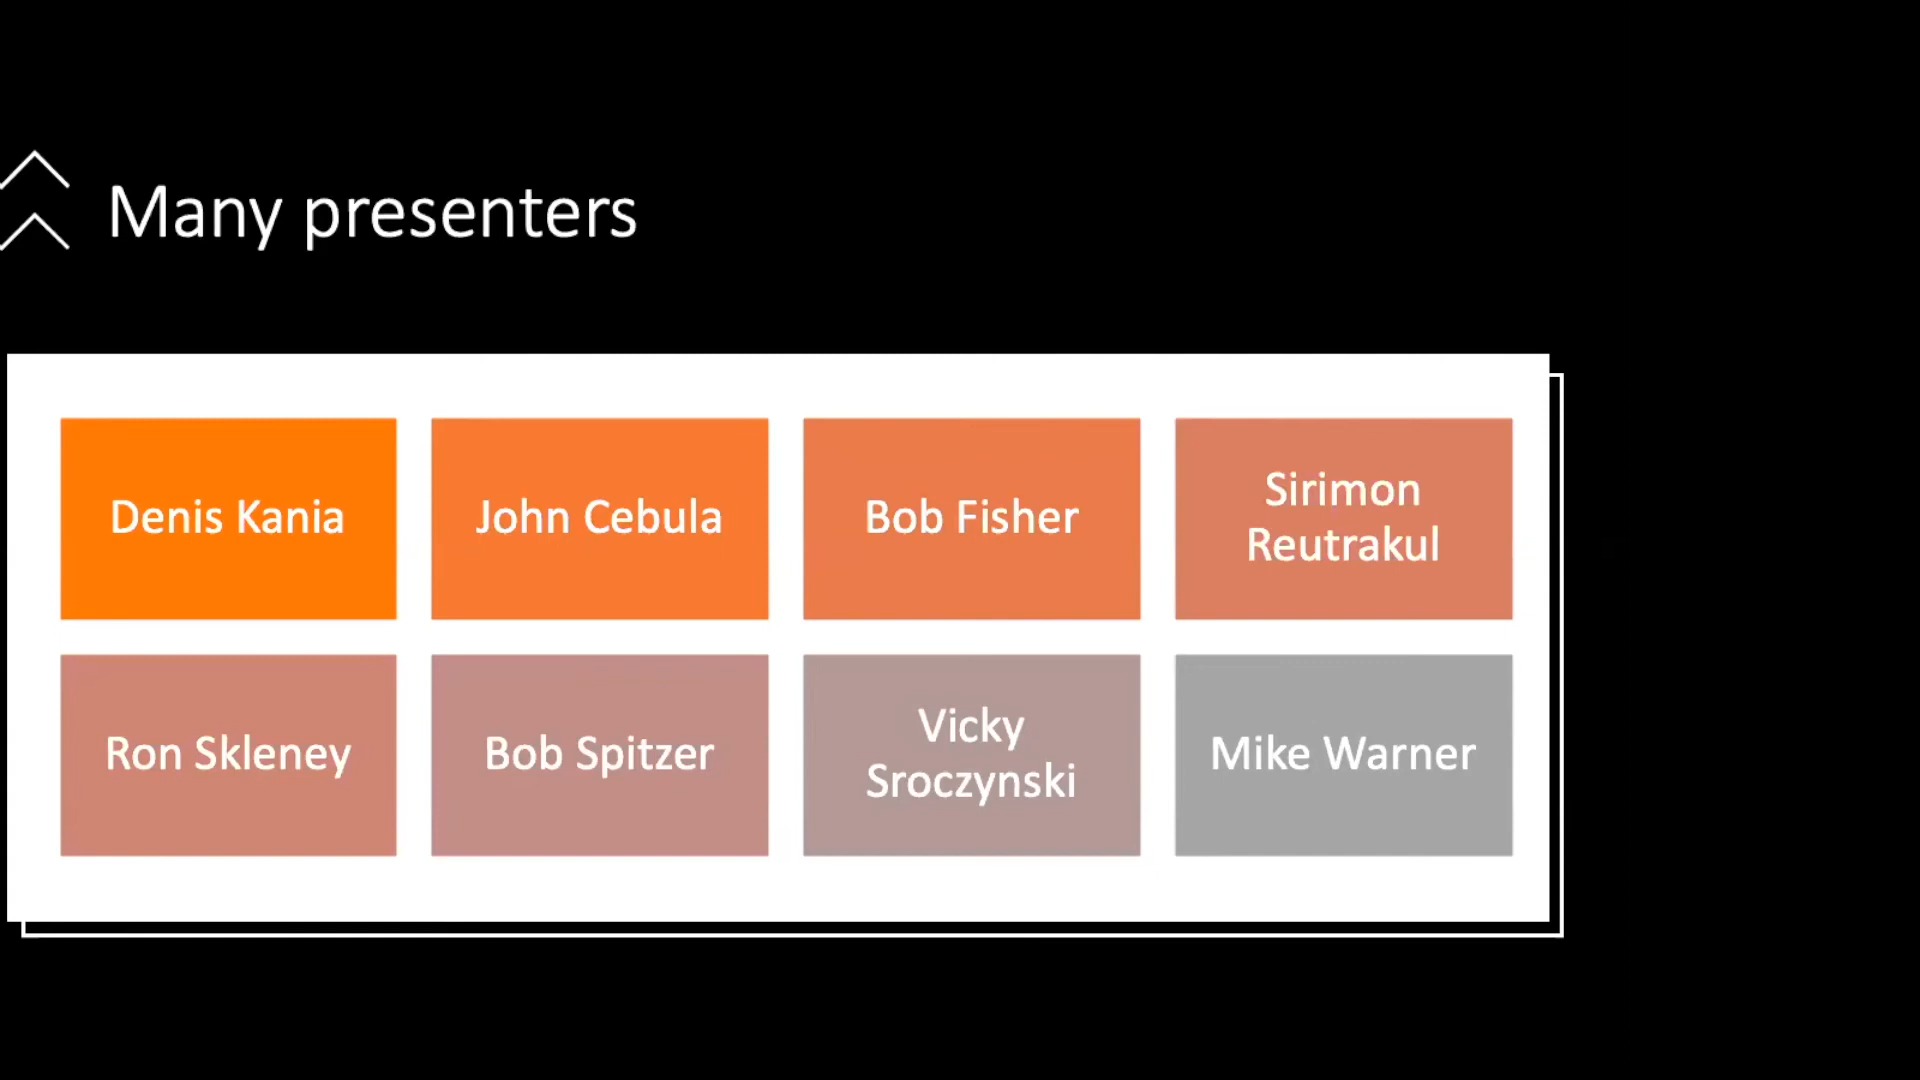 Many presenters
Denis Kania
John Cebula
Bob Fisher
Sirimon
Reutrakul
Ron Skleney
Bob Spitzer
Vicky
Sroczynski
Mike Warner